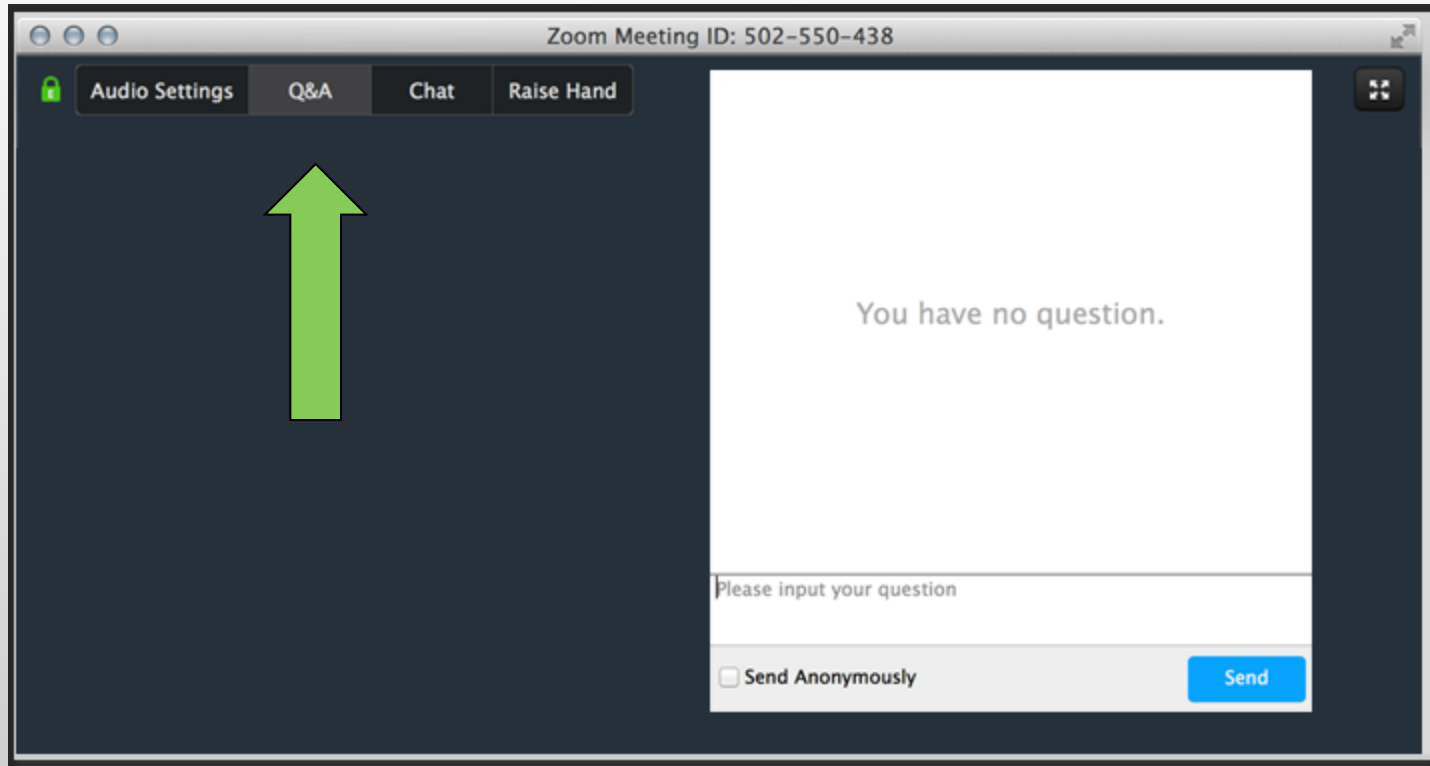 Zoom Meeting ID: 502-550-438
Audio Settings Q&A Chat Raise Hand
You have no question.
Please input your question
Send Anonymously Send